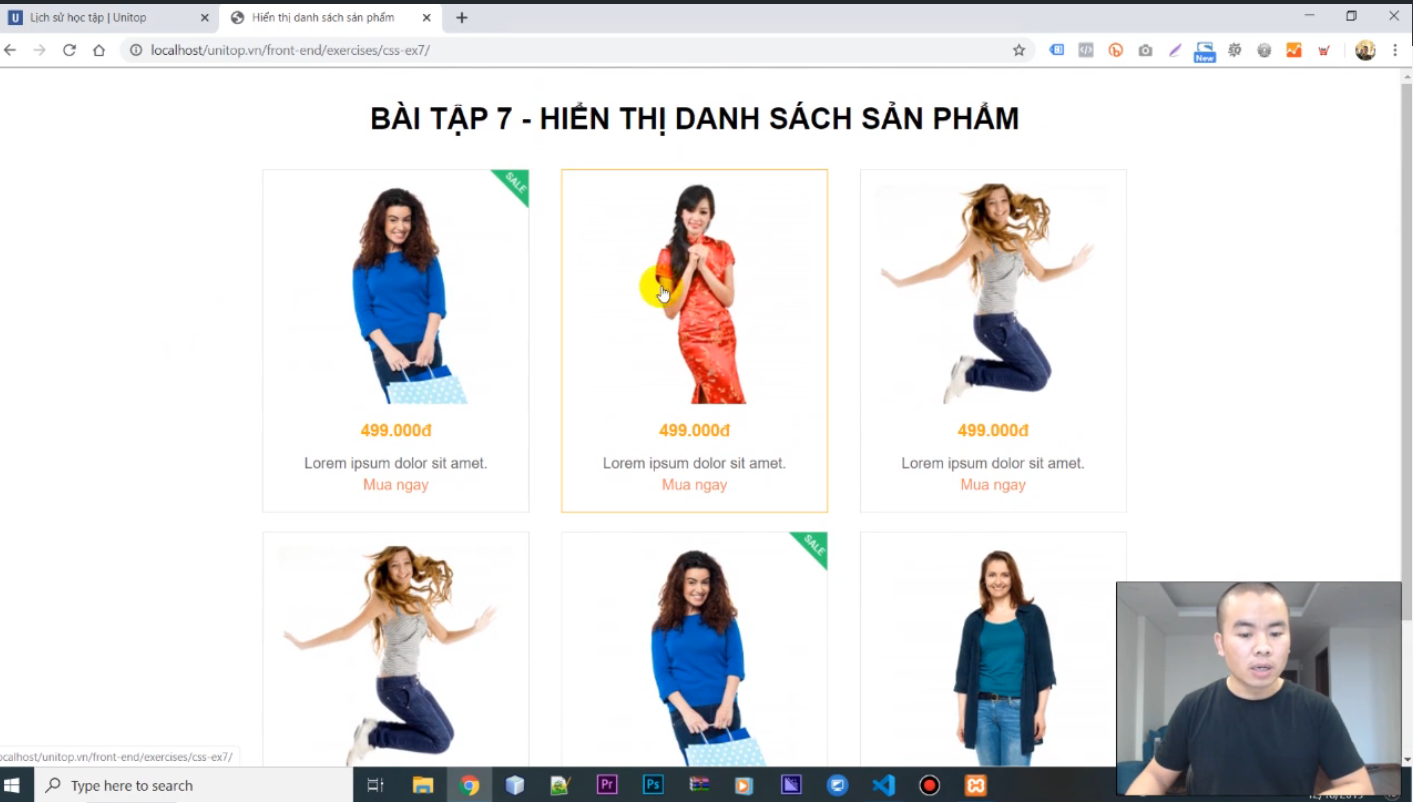 Lịch sử học tập | Unitop
Hiển thị danh sách sản phẩm
localhost/unitop.vn/front-end/exercises/css-ex7/
New
BÀI TẬP 7 - HIỂN THỊ DANH SÁCH SẢN PHẨM
SALE
499.000đ
Lorem ipsum dolor sit amet.
Mua ngay
499.000đ
Lorem ipsum dolor sit amet.
Mua ngay
499.000đ
Lorem ipsum dolor sit amet.
Mua ngay
SALE
ocalhost/unitop.vn/front-end/exercises/css-ex7/
Type here to search
Pr
Ps